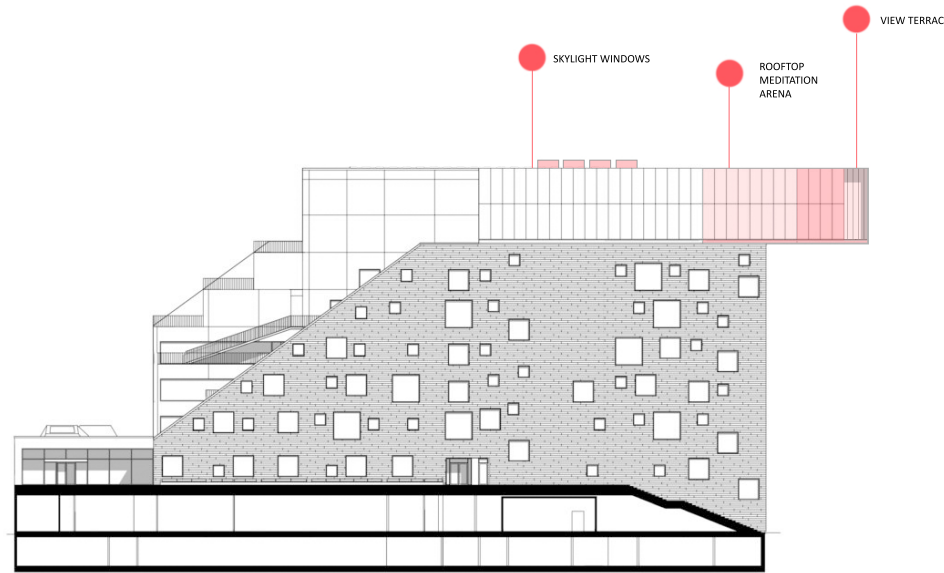 VIEW TERRAC
SKYLIGHT WINDOWS
ROOFTOP
MEDITATION
ARENA